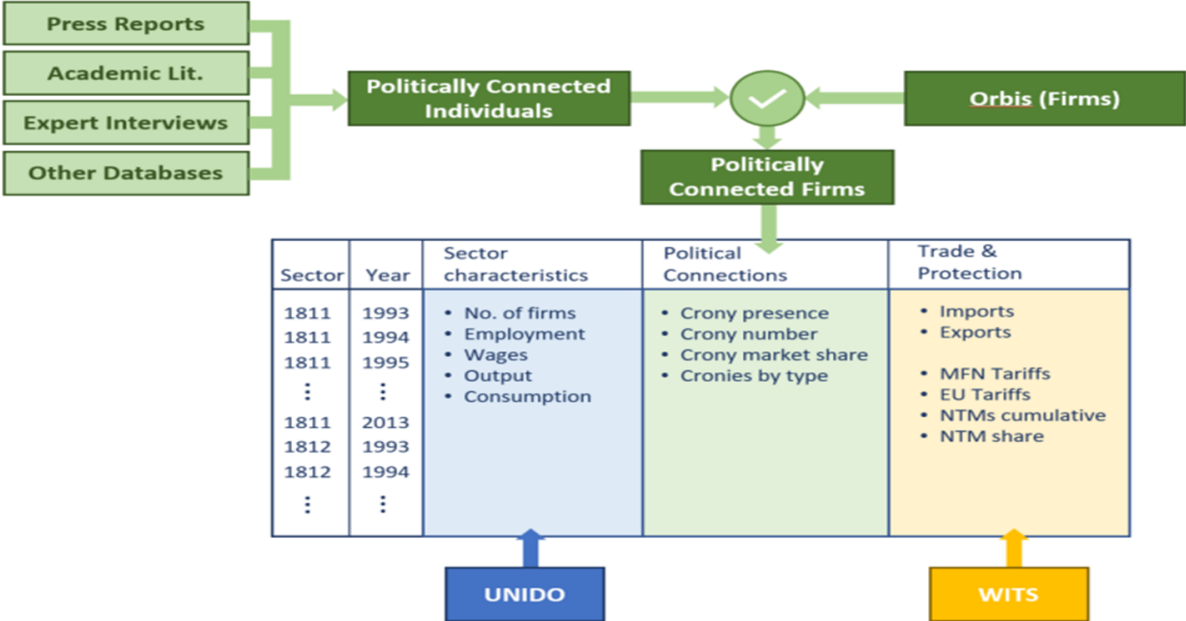 Press Reports
Academic Lit.
Expert Interviews
Other Databases
Politically Connected
Individuals
Orbis (Firms)
Politically
Connected Firms
Sector
Year
Sector
characteristics
Political
Connections
Trade &
Protection
1811 1993
1811 1994
1811 1995
⋮ ⋮
1811 2013
1812 1993
1812 1994
⋮ ⋮
• No. of firms
• Employment
• Wages
• Output
• Consumption
• Crony presence
• Crony number
• Crony market share
• Cronies by type
• Imports
• Exports
• MFN Tariffs
• EU Tariffs
• NTMs cumulative
• NTM share
UNIDO
WITS